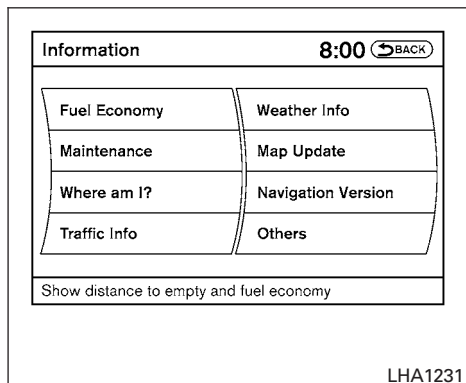 Information 8:00 BACK
Fuel Economy Weather Info
Maintenance Map Update
Where am I? Navigation Version
Traffic Info Others
Show distance to empty and fuel economy
LHA1231